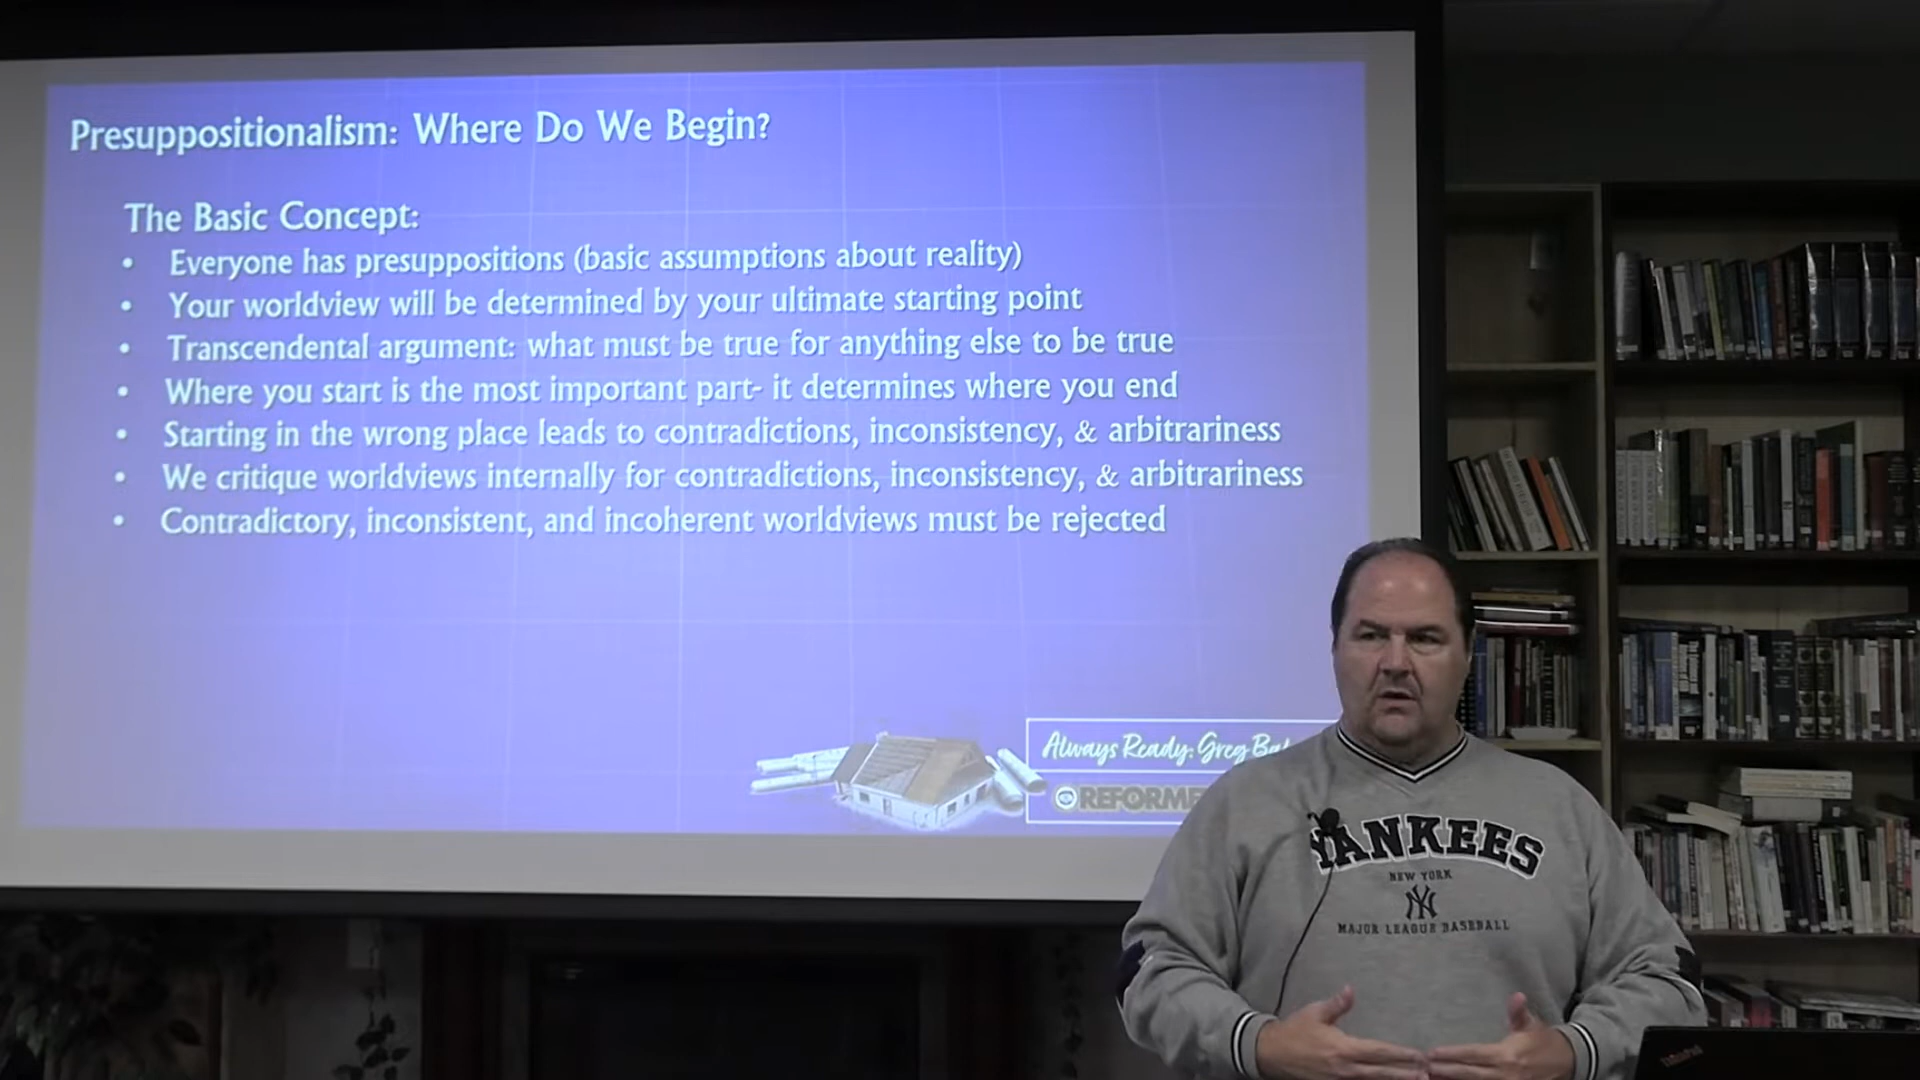 Presuppositionalism: Where Do We Begin?
The Basic Concept:
• Everyone has presuppositions (basic assumptions about reality)
• Your worldview will be determined by your ultimate starting point
• Transcendental argument: what must be true for anything else to be true
• Where you start is the most important part- it determines where you end
• Starting in the wrong place leads to contradictions, inconsistency, & arbitrariness
• We critique worldviews internally for contradictions, inconsistency, & arbitrariness
• Contradictory, inconsistent, and incoherent worldviews must be rejected
Always Ready: Greg
YANKEES
NEW YORK
NY
MAJOR LEAGUE BASEBALL
ThinkPad